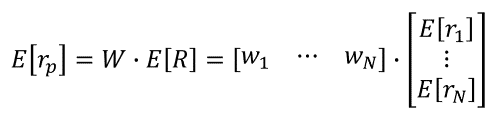 E[r_p] = W · E[R] = [w_1 ⋯ w_N] · [E[r_1] ⋮ E[r_N]]